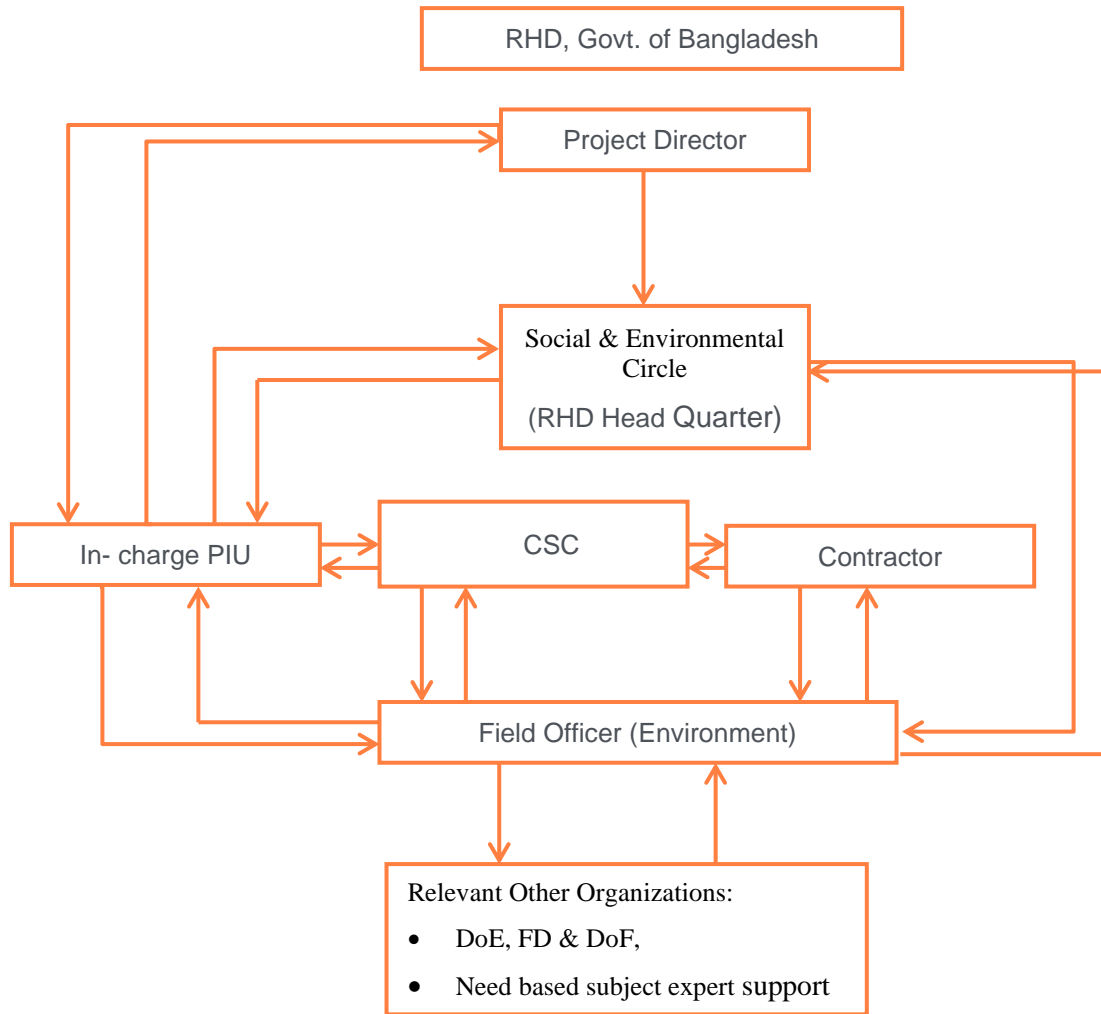 RHD, Govt. of Bangladesh
Project Director
Social & Environmental
Circle
(RHD Head Quarter)
In- charge PIU
CSC
Contractor
Field Officer (Environment)
Relevant Other Organizations:
• DoE, FD & DoF,
• Need based subject expert support